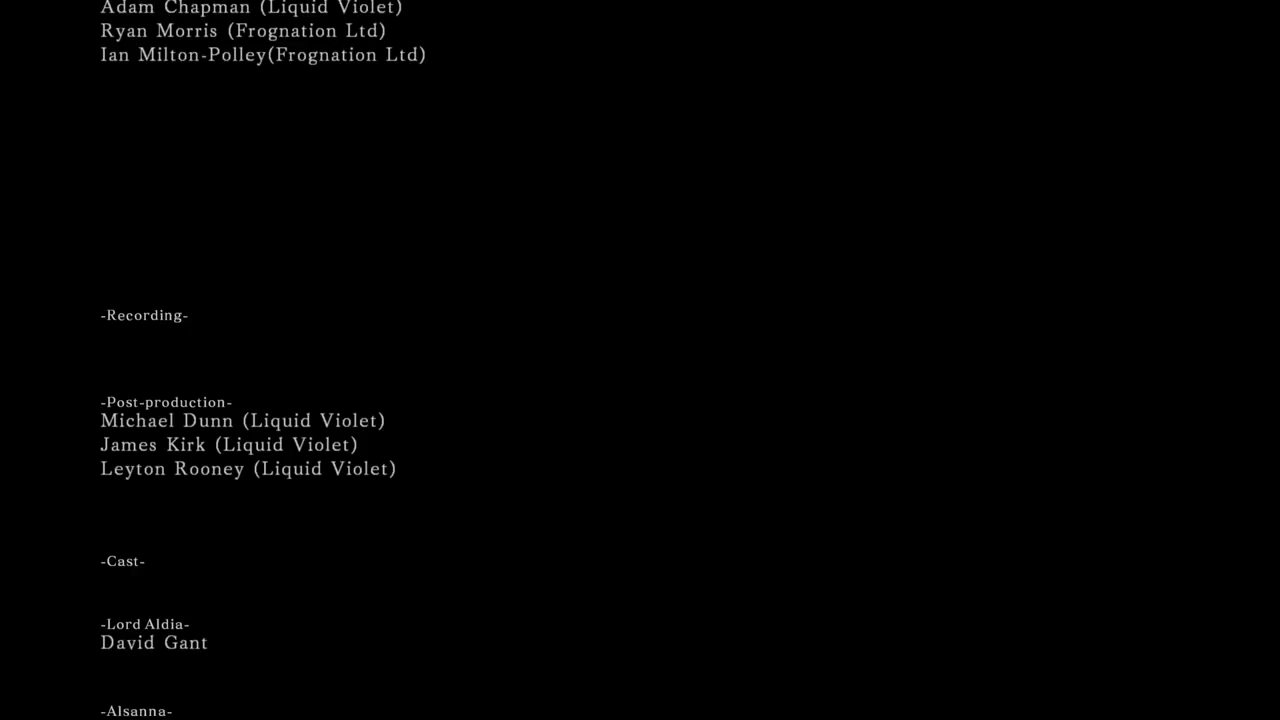 Adam Chapman (Liquid Violet)
Ryan Morris (Frognation Ltd)
Ian Milton-Polley(Frognation Ltd)
-Recording-
-Post-production-
Michael Dunn (Liquid Violet)
James Kirk (Liquid Violet)
Leyton Rooney (Liquid Violet)
-Cast-
-Lord Aldia-
David Gant
-Alsanna-